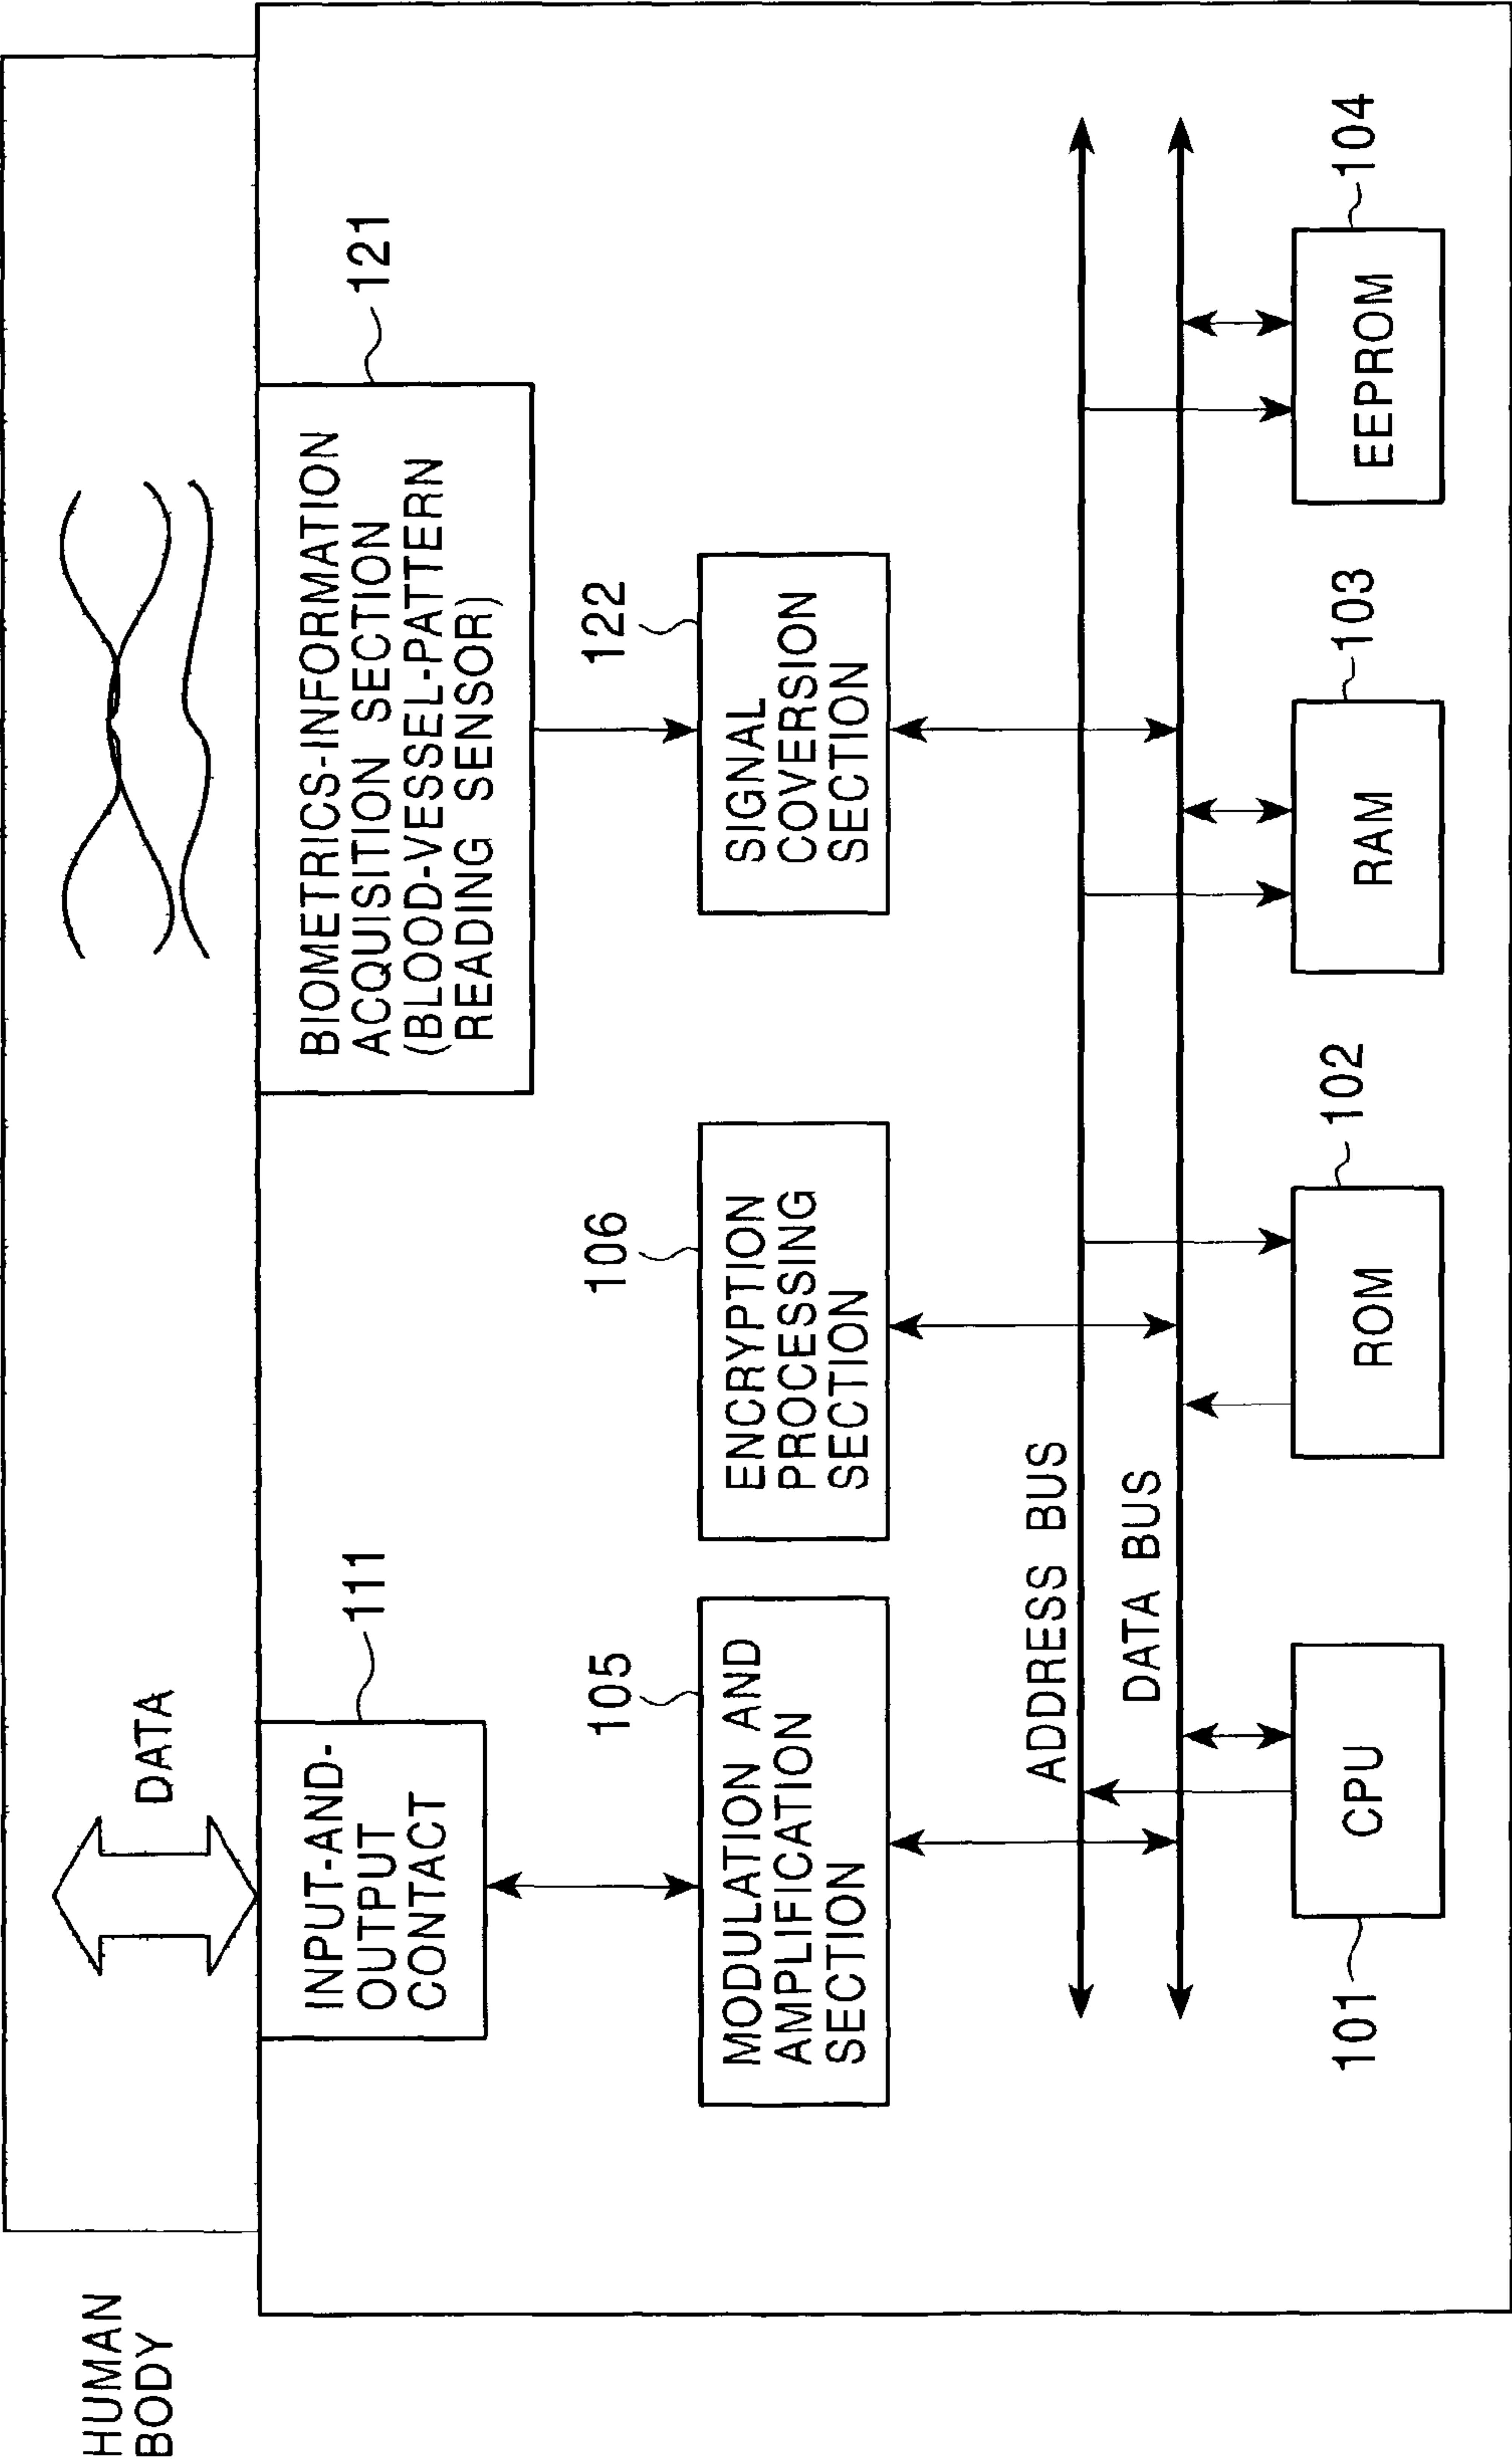 HUMAN
BODY
DATA
111
INPUT-AND-
OUTPUT
CONTACT
121
BIOMETRICS-INFORMATION
ACQUISITION SECTION
(BLOOD-VESSEL-PATTERN
READING SENSOR)
105
MODULATION AND
AMPLIFICATION
SECTION
106
ENCRYPTION
PROCESSING
SECTION
122
SIGNAL
COVERSION
SECTION
ADDRESS BUS
DATA BUS
101
CPU
102
ROM
103
RAM
104
EEPROM